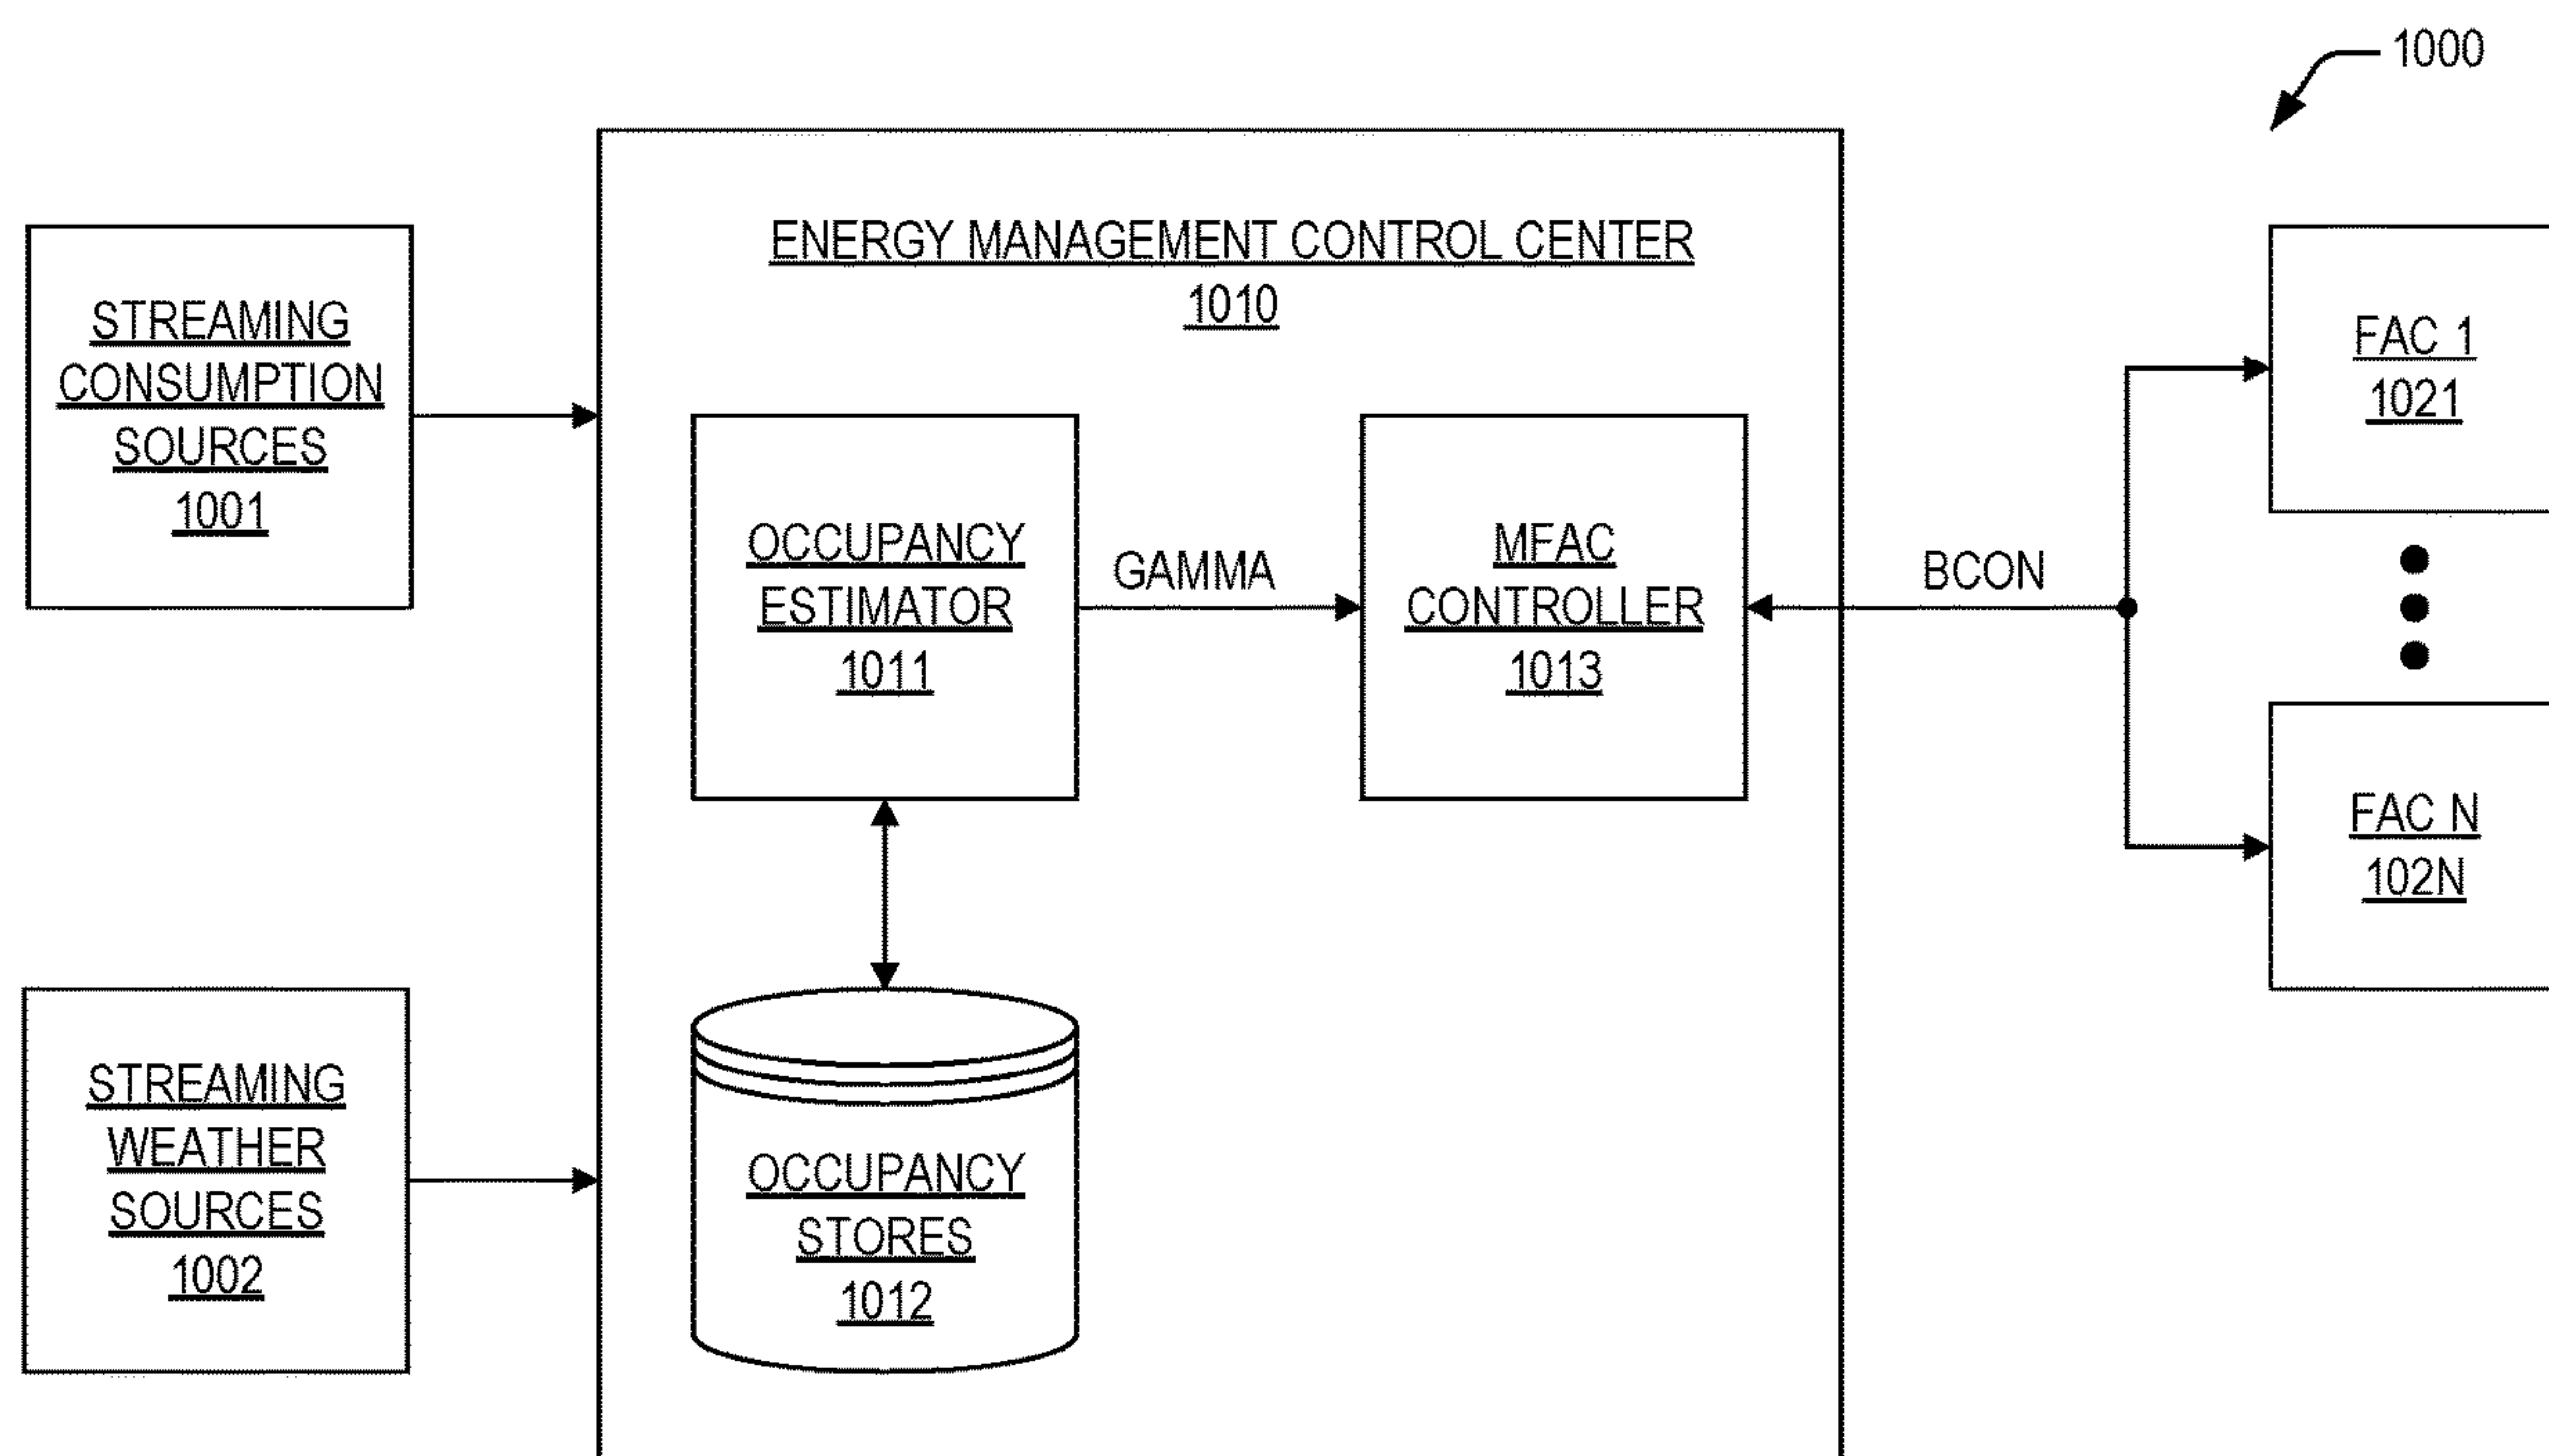 1000
ENERGY MANAGEMENT CONTROL CENTER
1010
STREAMING
CONSUMPTION
SOURCES
1001
OCCUPANCY
ESTIMATOR
1011
GAMMA
MFAC
CONTROLLER
1013
BCON
FAC 1
1021
FAC N
102N
STREAMING
WEATHER
SOURCES
1002
OCCUPANCY
STORES
1012